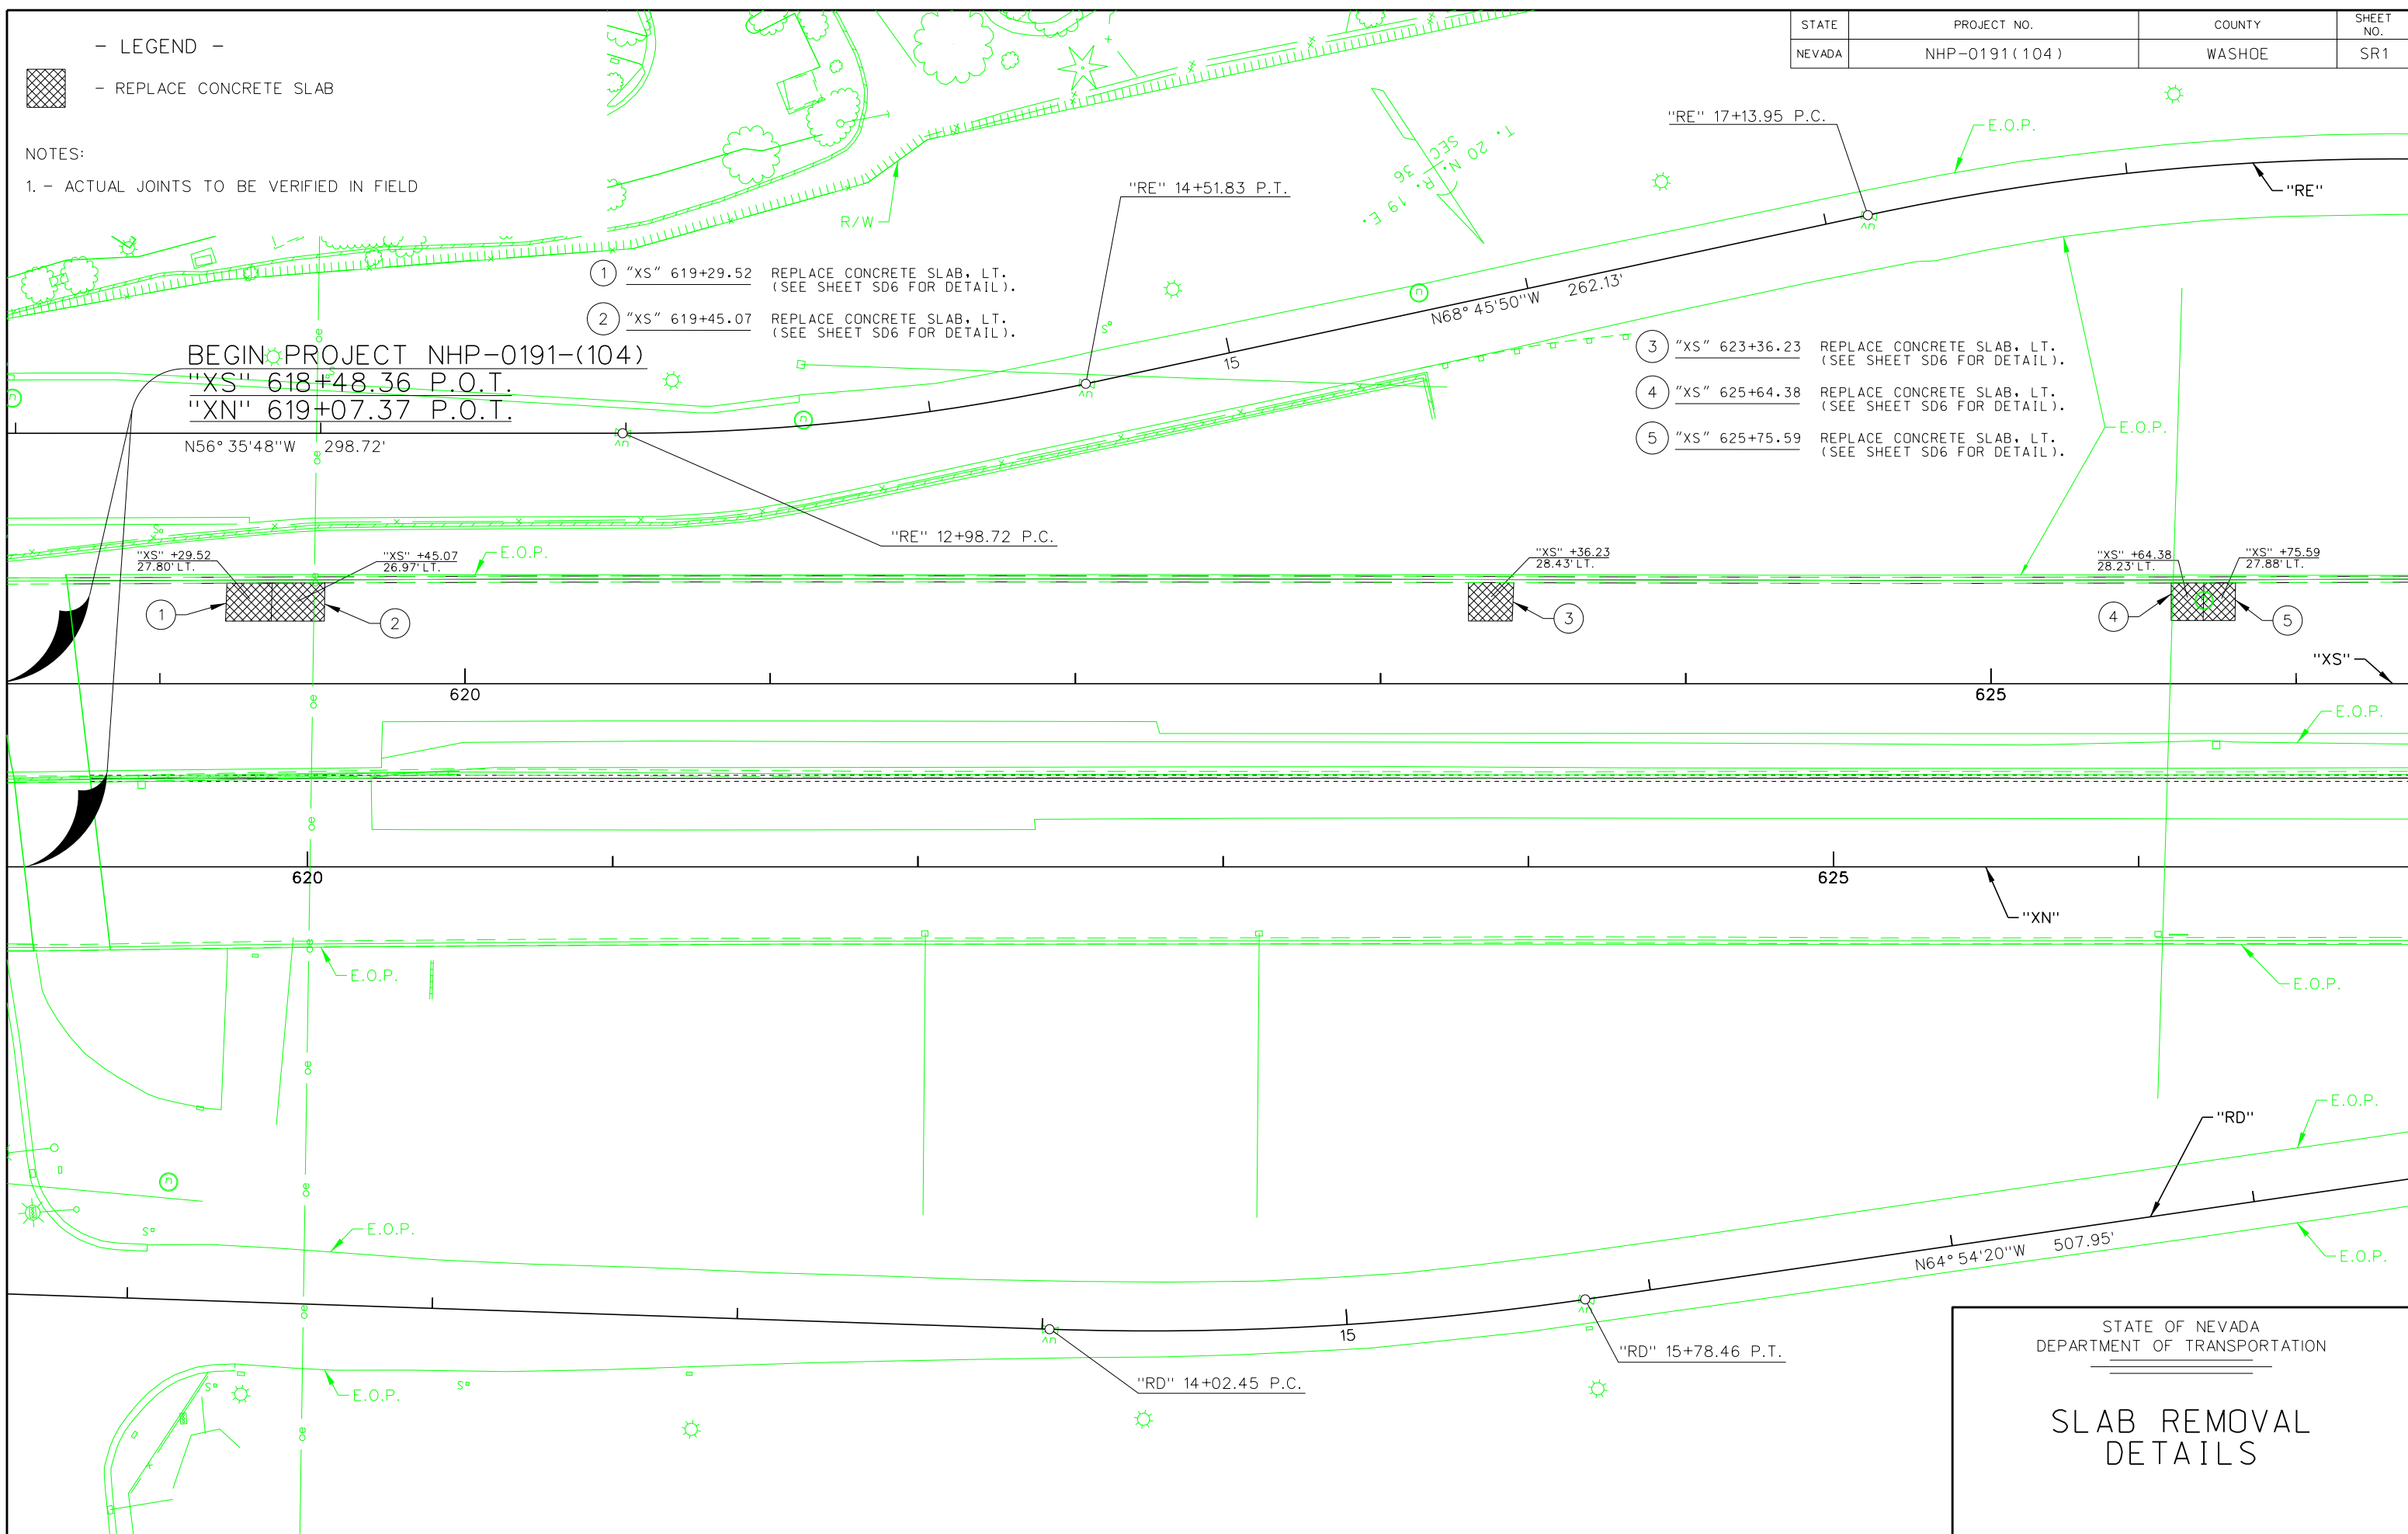 - LEGEND -
- REPLACE CONCRETE SLAB
NOTES:
1. - ACTUAL JOINTS TO BE VERIFIED IN FIELD
STATE PROJECT NO. COUNTY SHEET NO.
NEVADA NHP-0191(104) WASHOE SR1
"RE" 17+13.95 P.C.
E.O.P.
"RE"
T. 20 N. R. 19 E.
SEC 36
"RE" 14+51.83 P.T.
R/W
N68°45'50"W 262.13'
15
1 "XS" 619+29.52 REPLACE CONCRETE SLAB, LT.
(SEE SHEET SD6 FOR DETAIL).
2 "XS" 619+45.07 REPLACE CONCRETE SLAB, LT.
(SEE SHEET SD6 FOR DETAIL).
BEGIN PROJECT NHP-0191-(104)
"XS" 618+48.36 P.O.T.
"XN" 619+07.37 P.O.T.
N56°35'48"W 298.72'
3 "XS" 623+36.23 REPLACE CONCRETE SLAB, LT.
(SEE SHEET SD6 FOR DETAIL).
4 "XS" 625+64.38 REPLACE CONCRETE SLAB, LT.
(SEE SHEET SD6 FOR DETAIL).
5 "XS" 625+75.59 REPLACE CONCRETE SLAB, LT.
(SEE SHEET SD6 FOR DETAIL).
E.O.P.
"RE" 12+98.72 P.C.
"XS" +29.52
27.80' LT.
"XS" +45.07
26.97' LT.
E.O.P.
"XS" +36.23
28.43' LT.
"XS" +64.38
28.23' LT.
"XS" +75.59
27.88' LT.
1
2
3
4
5
"XS"
620
625
E.O.P.
620
625
"XN"
E.O.P.
E.O.P.
E.O.P.
"RD"
E.O.P.
N64°54'20"W 507.95'
E.O.P.
15
"RD" 15+78.46 P.T.
"RD" 14+02.45 P.C.
E.O.P.
STATE OF NEVADA
DEPARTMENT OF TRANSPORTATION
SLAB REMOVAL
DETAILS